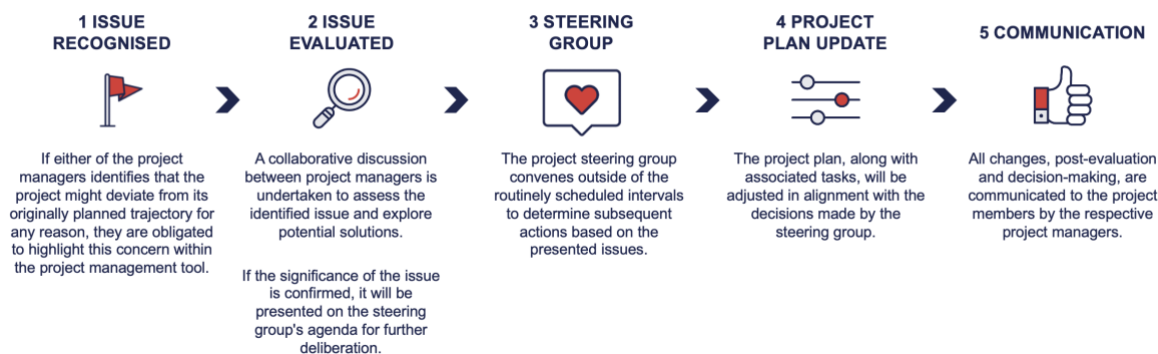 1 ISSUE
RECOGNISED
If either of the project
managers identifies that the
project might deviate from its
originally planned trajectory for
any reason, they are obligated
to highlight this concern within
the project management tool.
2 ISSUE
EVALUATED
A collaborative discussion
between project managers is
undertaken to assess the
identified issue and explore
potential solutions.
If the significance of the issue
is confirmed, it will be
presented on the steering
group's agenda for further
deliberation.
3 STEERING
GROUP
The project steering group
convenes outside of the
routinely scheduled intervals
to determine subsequent
actions based on the
presented issues.
4 PROJECT
PLAN UPDATE
The project plan, along with
associated tasks, will be
adjusted in alignment with the
decisions made by the
steering group.
5 COMMUNICATION
All changes, post-evaluation
and decision-making, are
communicated to the project
members by the respective
project managers.